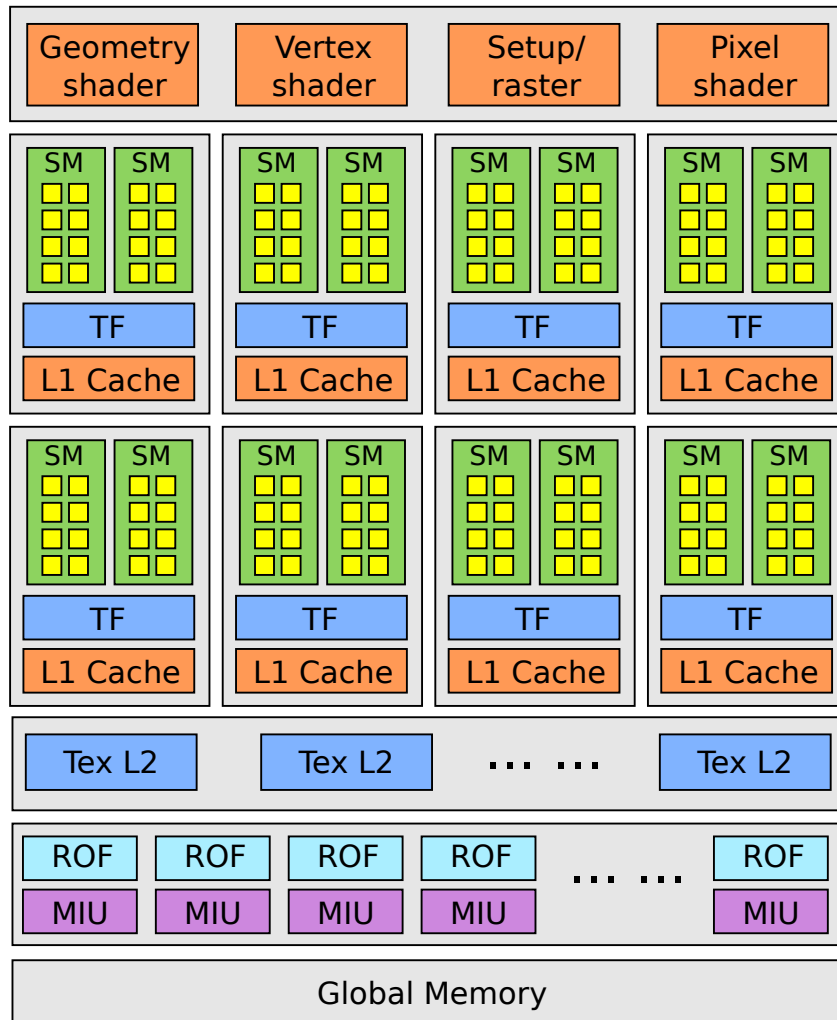 Geometry Vertex Setup/ Pixel
shader shader raster shader
SM SM SM SM SM SM SM SM
TF TF TF TF
L1 Cache L1 Cache L1 Cache L1 Cache
SM SM SM SM SM SM SM SM
TF TF TF TF
L1 Cache L1 Cache L1 Cache L1 Cache
Tex L2 Tex L2 ... ... Tex L2
ROF ROF ROF ROF ... ... ROF
MIU MIU MIU MIU MIU
Global Memory